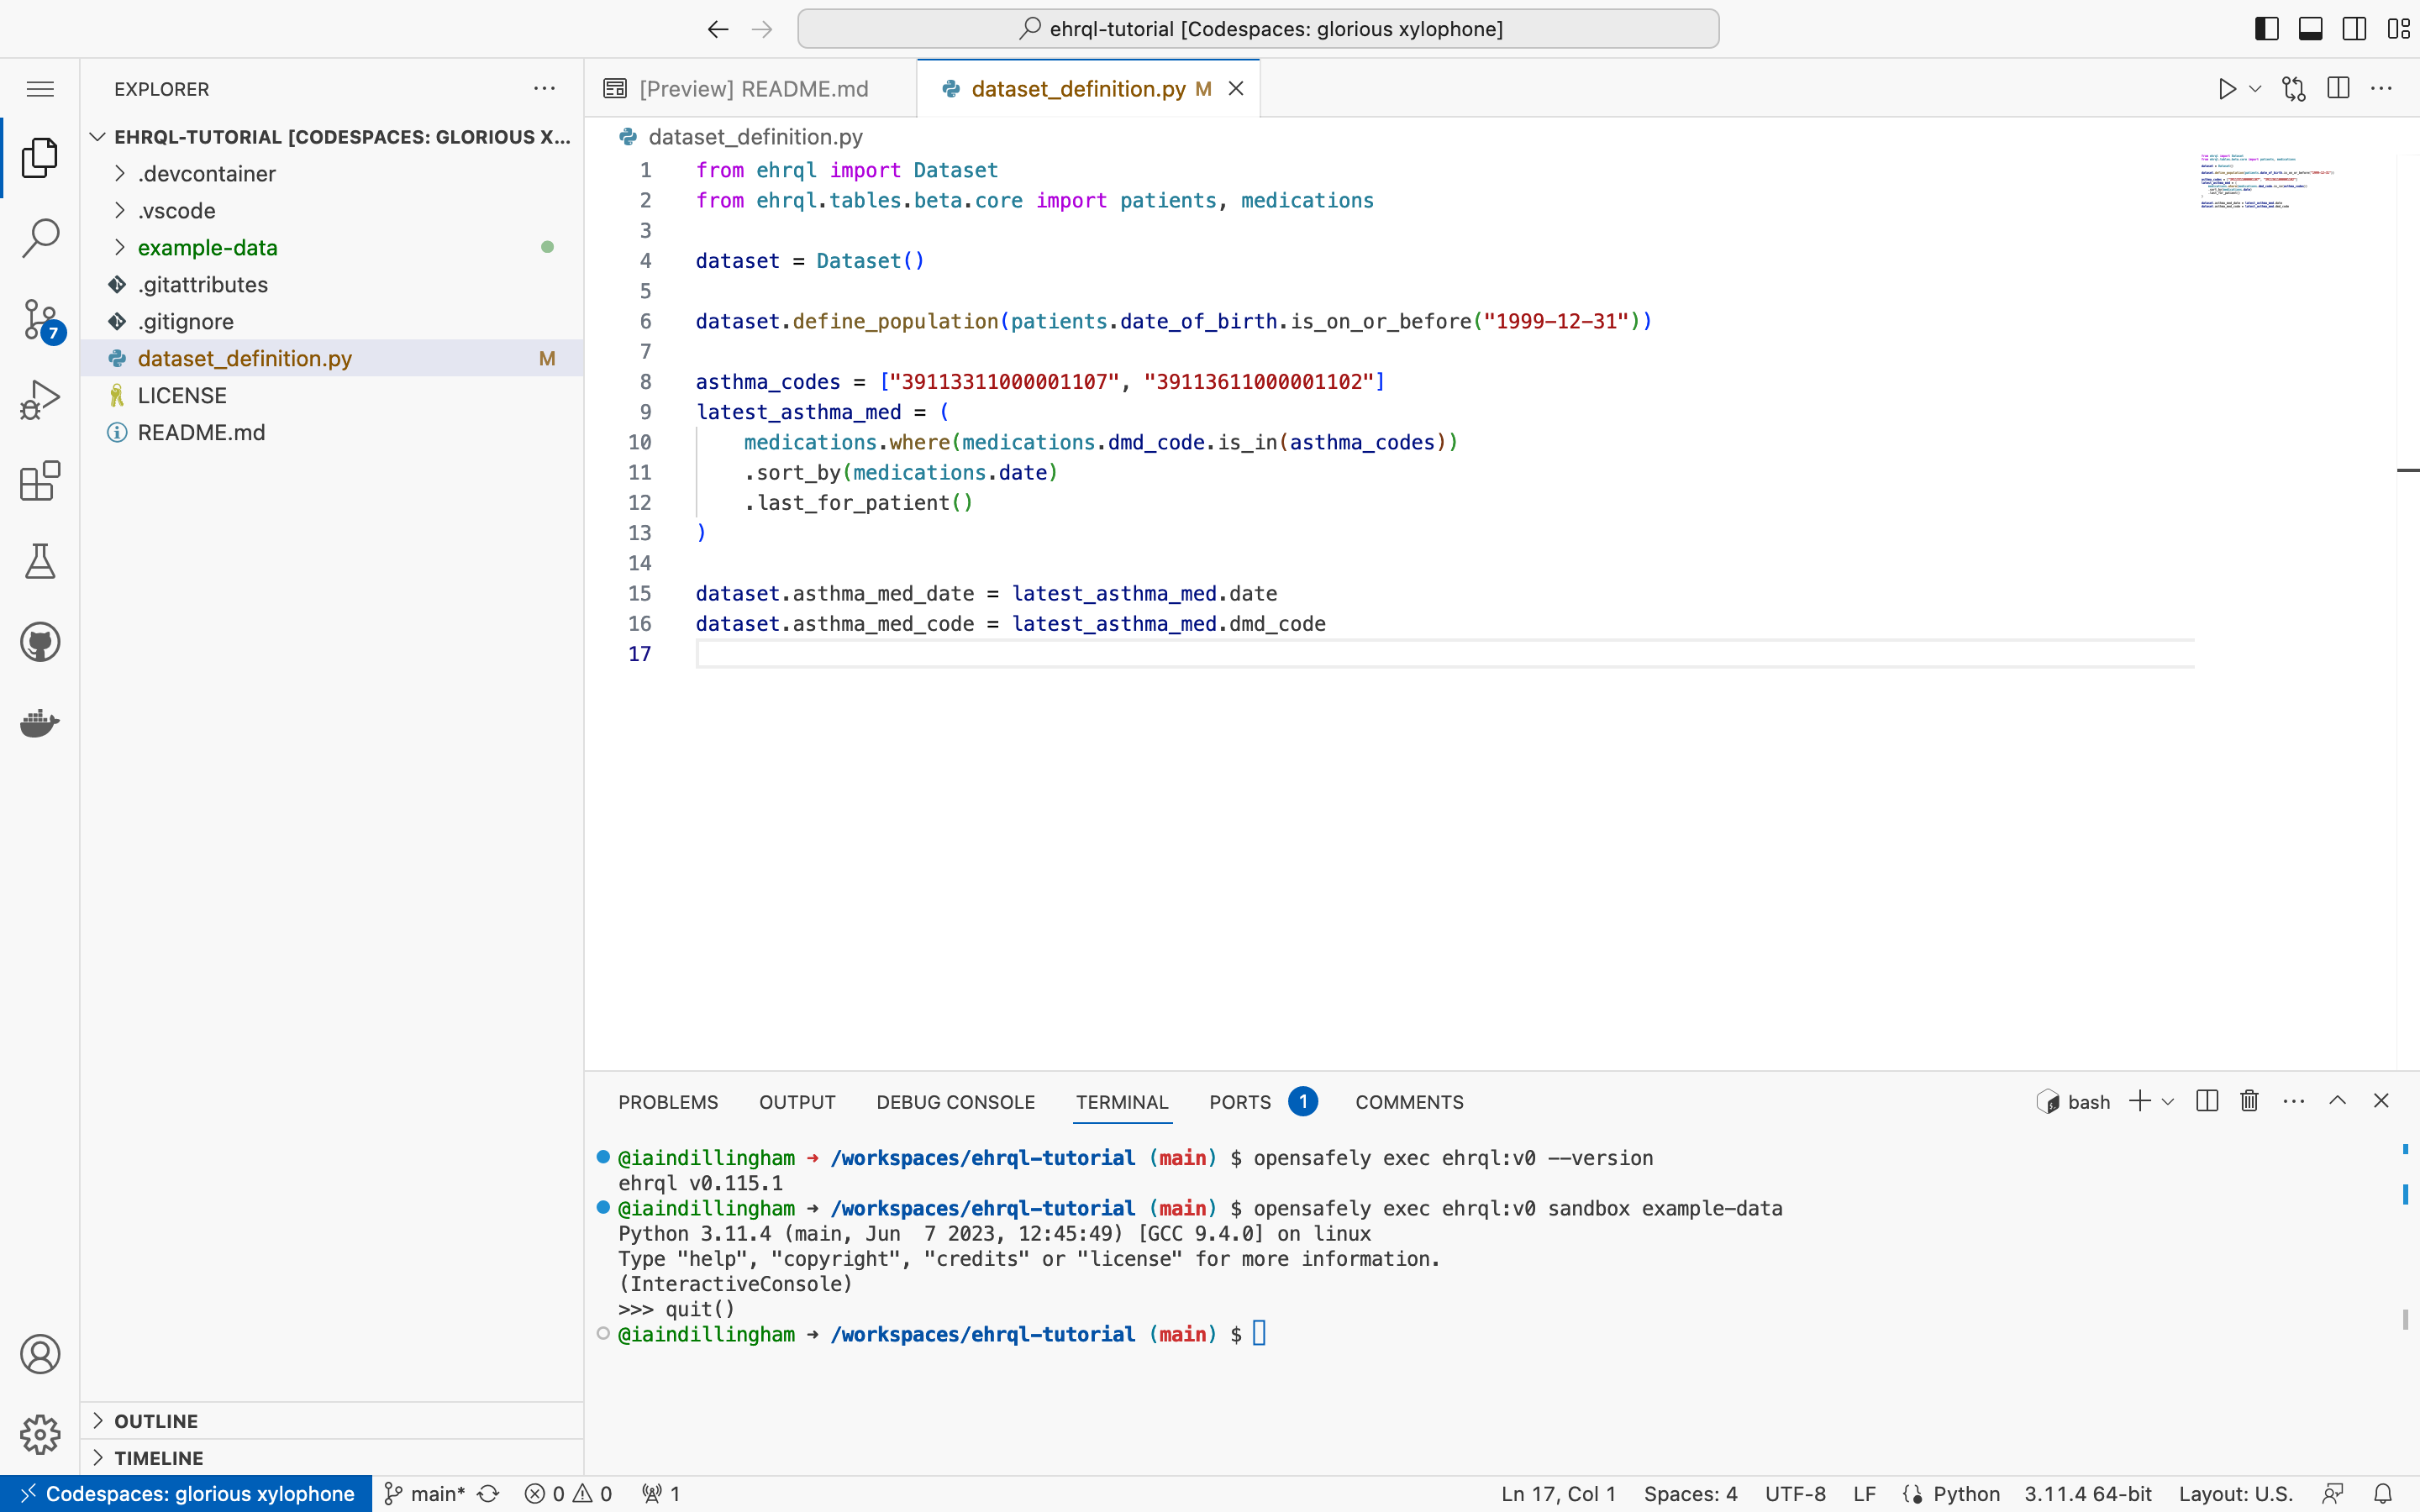 ehrql-tutorial [Codespaces: glorious xylophone]
EXPLORER
EHRQL-TUTORIAL [CODESPACES: GLORIOUS X...
.devcontainer
.vscode
example-data
.gitattributes
.gitignore
dataset_definition.py M
LICENSE
README.md
OUTLINE
TIMELINE
7
[Preview] README.md
dataset_definition.py M
dataset_definition.py
1 from ehrql import Dataset
2 from ehrql.tables.beta.core import patients, medications
3
4 dataset = Dataset()
5
6 dataset.define_population(patients.date_of_birth.is_on_or_before("1999-12-31"))
7
8 asthma_codes = ["39113311000001107", "39113611000001102"]
9 latest_asthma_med = (
10 medications.where(medications.dmd_code.is_in(asthma_codes))
11 .sort_by(medications.date)
12 .last_for_patient()
13 )
14
15 dataset.asthma_med_date = latest_asthma_med.date
16 dataset.asthma_med_code = latest_asthma_med.dmd_code
17
PROBLEMS OUTPUT DEBUG CONSOLE TERMINAL PORTS 1 COMMENTS
bash
@iaindillingham → /workspaces/ehrql-tutorial (main) $ opensafely exec ehrql:v0 --version
ehrql v0.115.1
@iaindillingham → /workspaces/ehrql-tutorial (main) $ opensafely exec ehrql:v0 sandbox example-data
Python 3.11.4 (main, Jun  7 2023, 12:45:49) [GCC 9.4.0] on linux
Type "help", "copyright", "credits" or "license" for more information.
(InteractiveConsole)
>>> quit()
@iaindillingham → /workspaces/ehrql-tutorial (main) $
Codespaces: glorious xylophone main* 0 0 1 Ln 17, Col 1 Spaces: 4 UTF-8 LF Python 3.11.4 64-bit Layout: U.S.